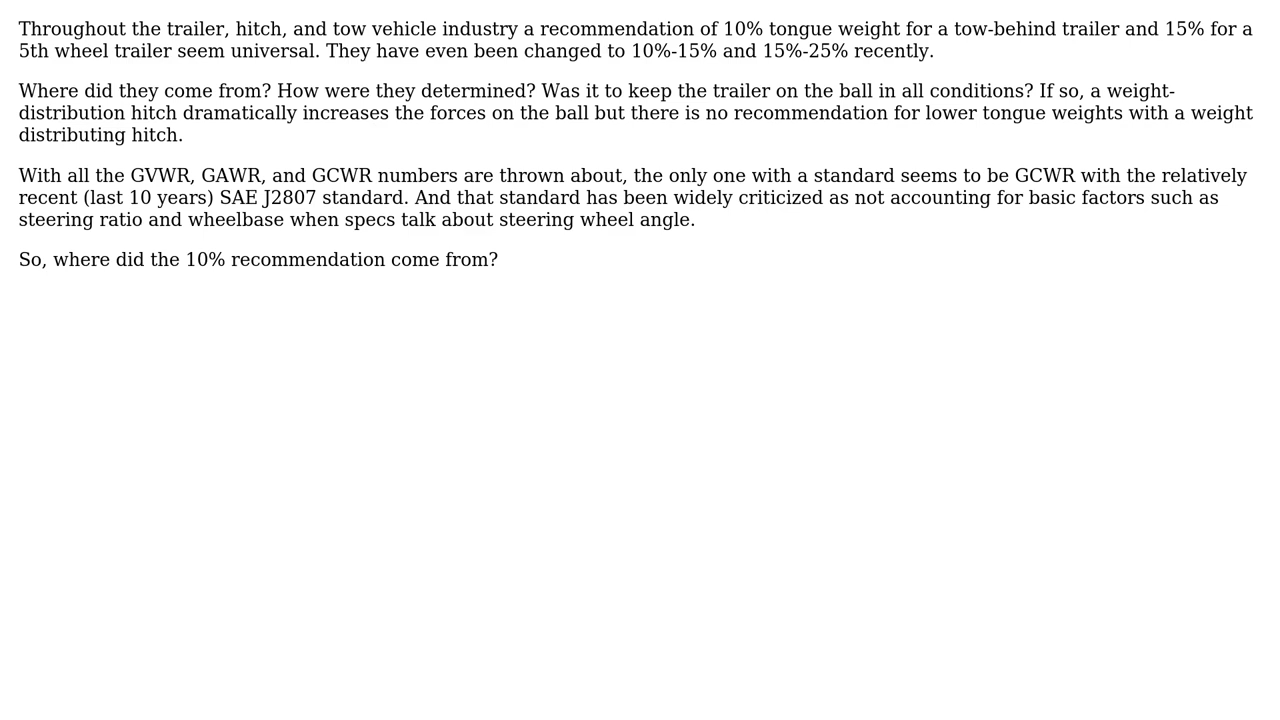 Throughout the trailer, hitch, and tow vehicle industry a recommendation of 10% tongue weight for a tow-behind trailer and 15% for a
5th wheel trailer seem universal. They have even been changed to 10%-15% and 15%-25% recently.
Where did they come from? How were they determined? Was it to keep the trailer on the ball in all conditions? If so, a weight-
distribution hitch dramatically increases the forces on the ball but there is no recommendation for lower tongue weights with a weight
distributing hitch.
With all the GVWR, GAWR, and GCWR numbers are thrown about, the only one with a standard seems to be GCWR with the relatively
recent (last 10 years) SAE J2807 standard. And that standard has been widely criticized as not accounting for basic factors such as
steering ratio and wheelbase when specs talk about steering wheel angle.
So, where did the 10% recommendation come from?